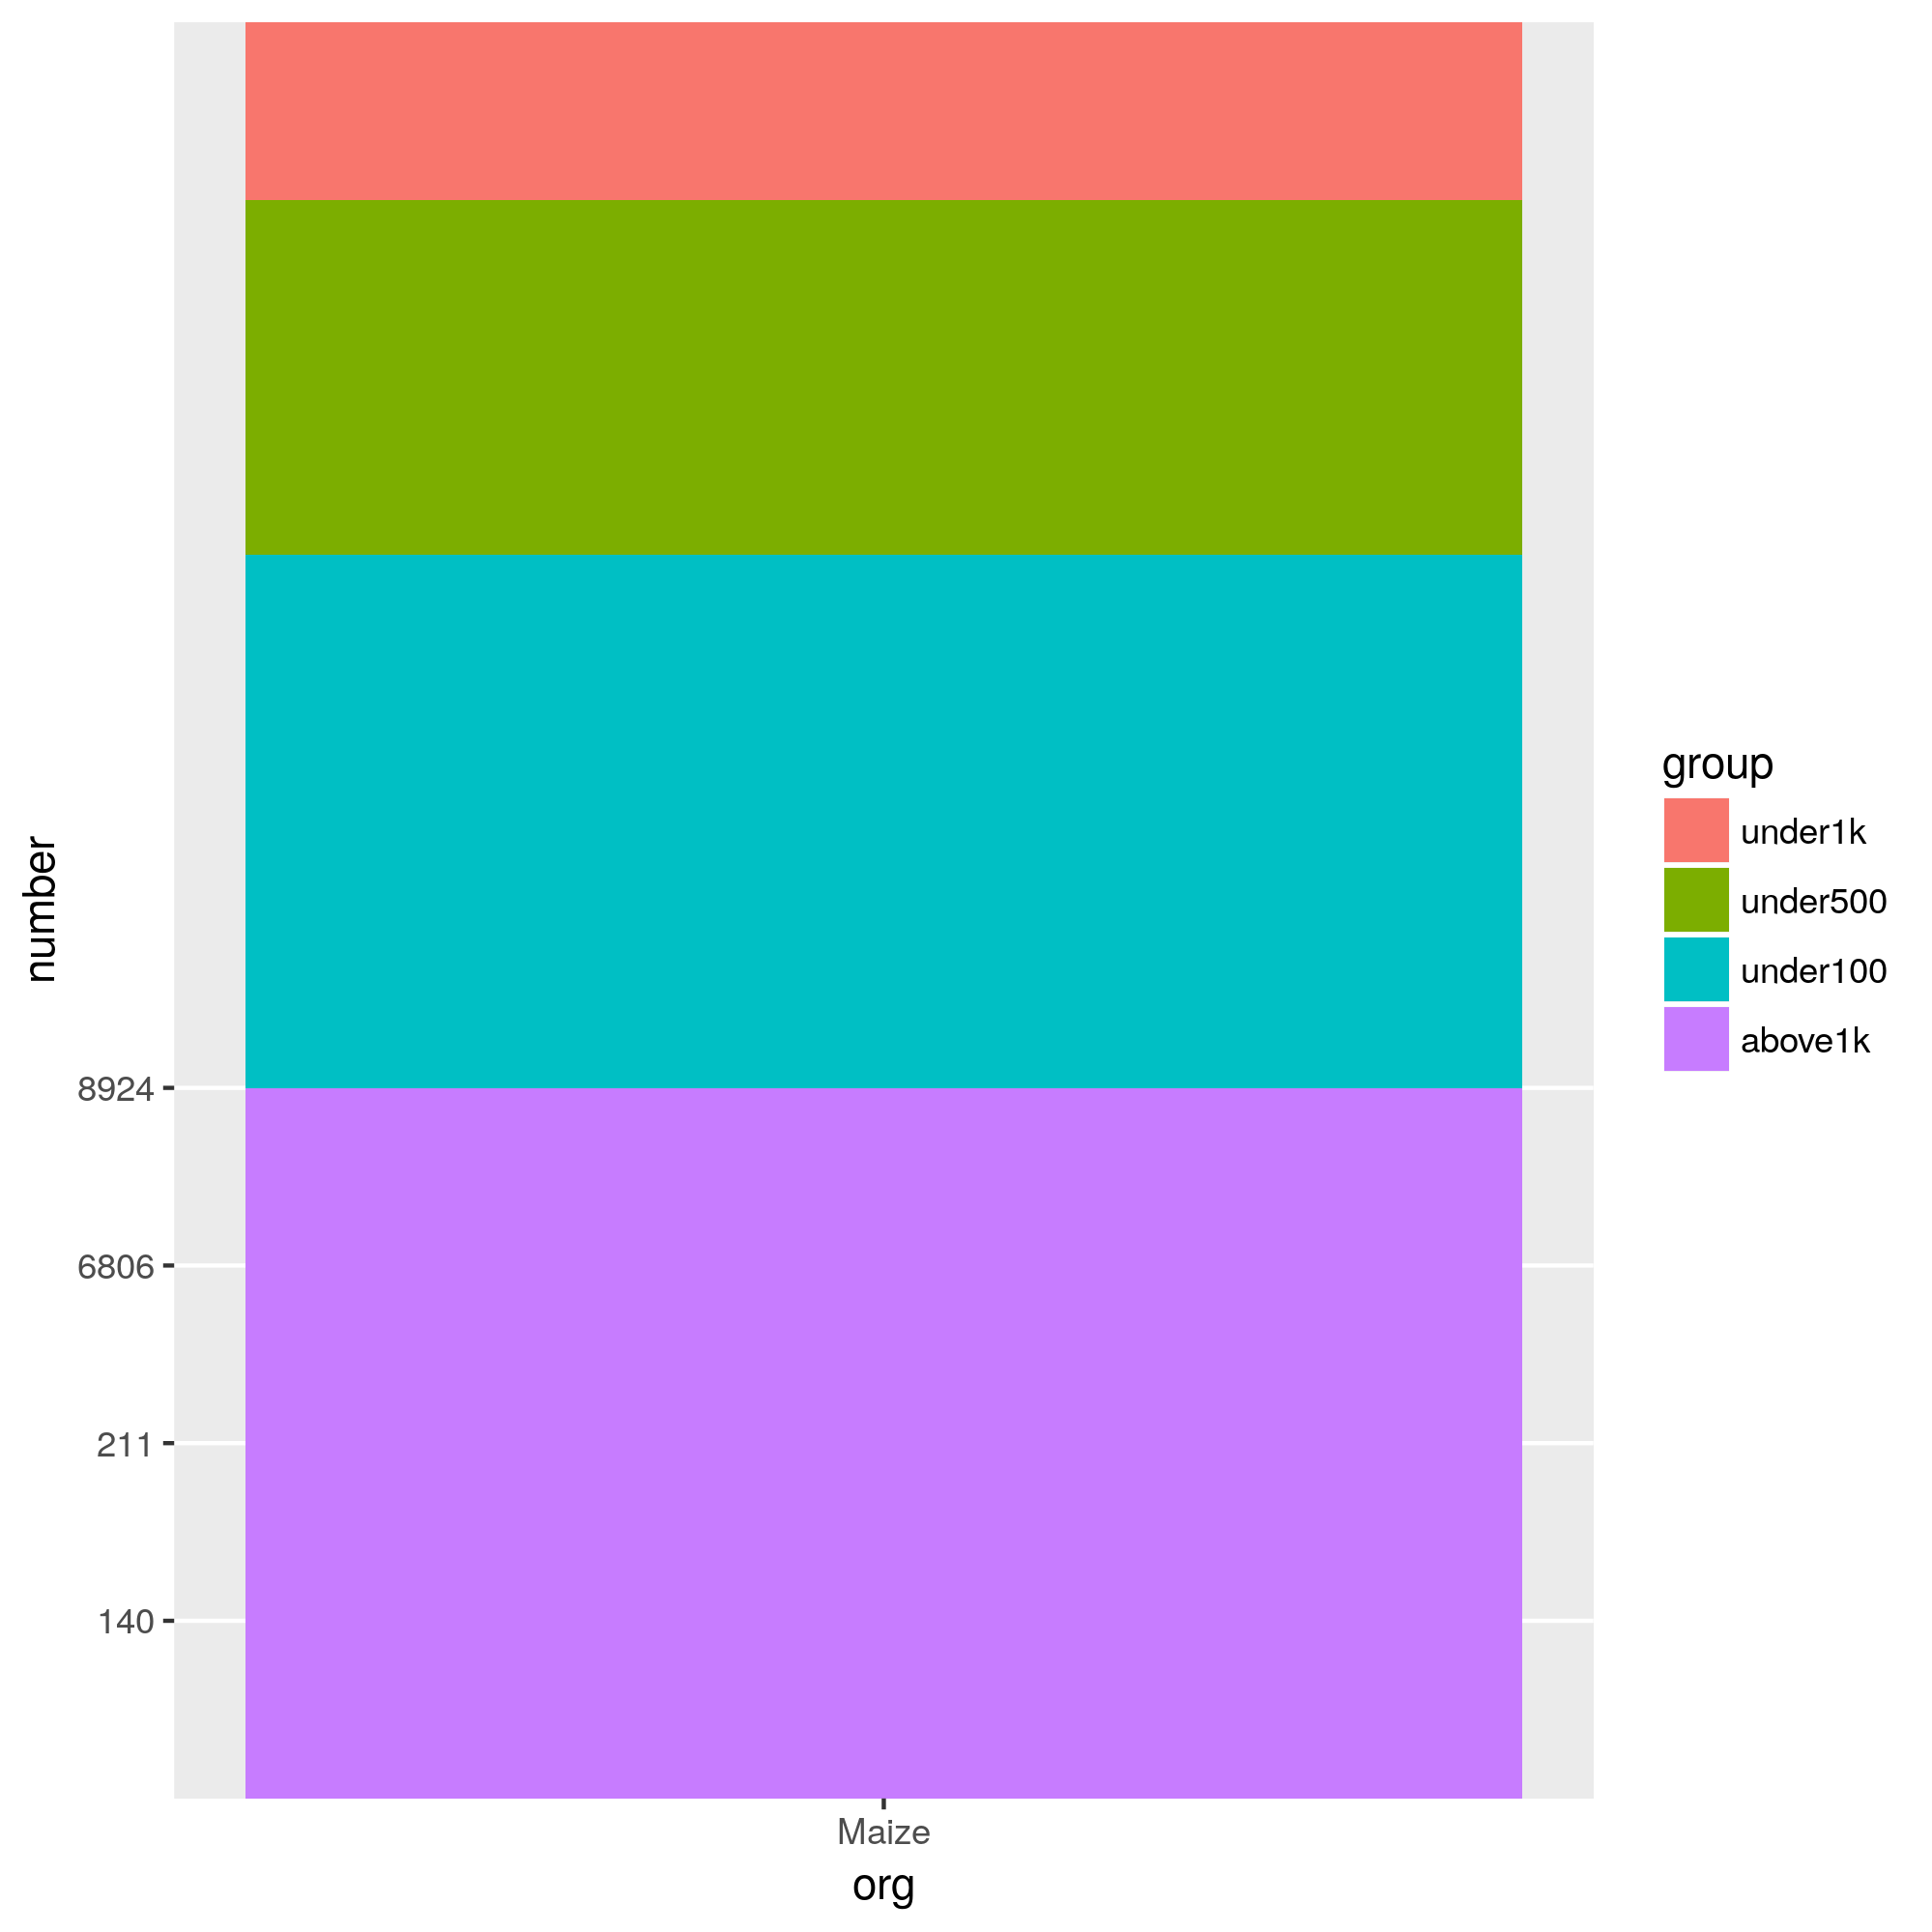 number
8924
6806
211
140
Maize
org
group
under1k
under500
under100
above1k